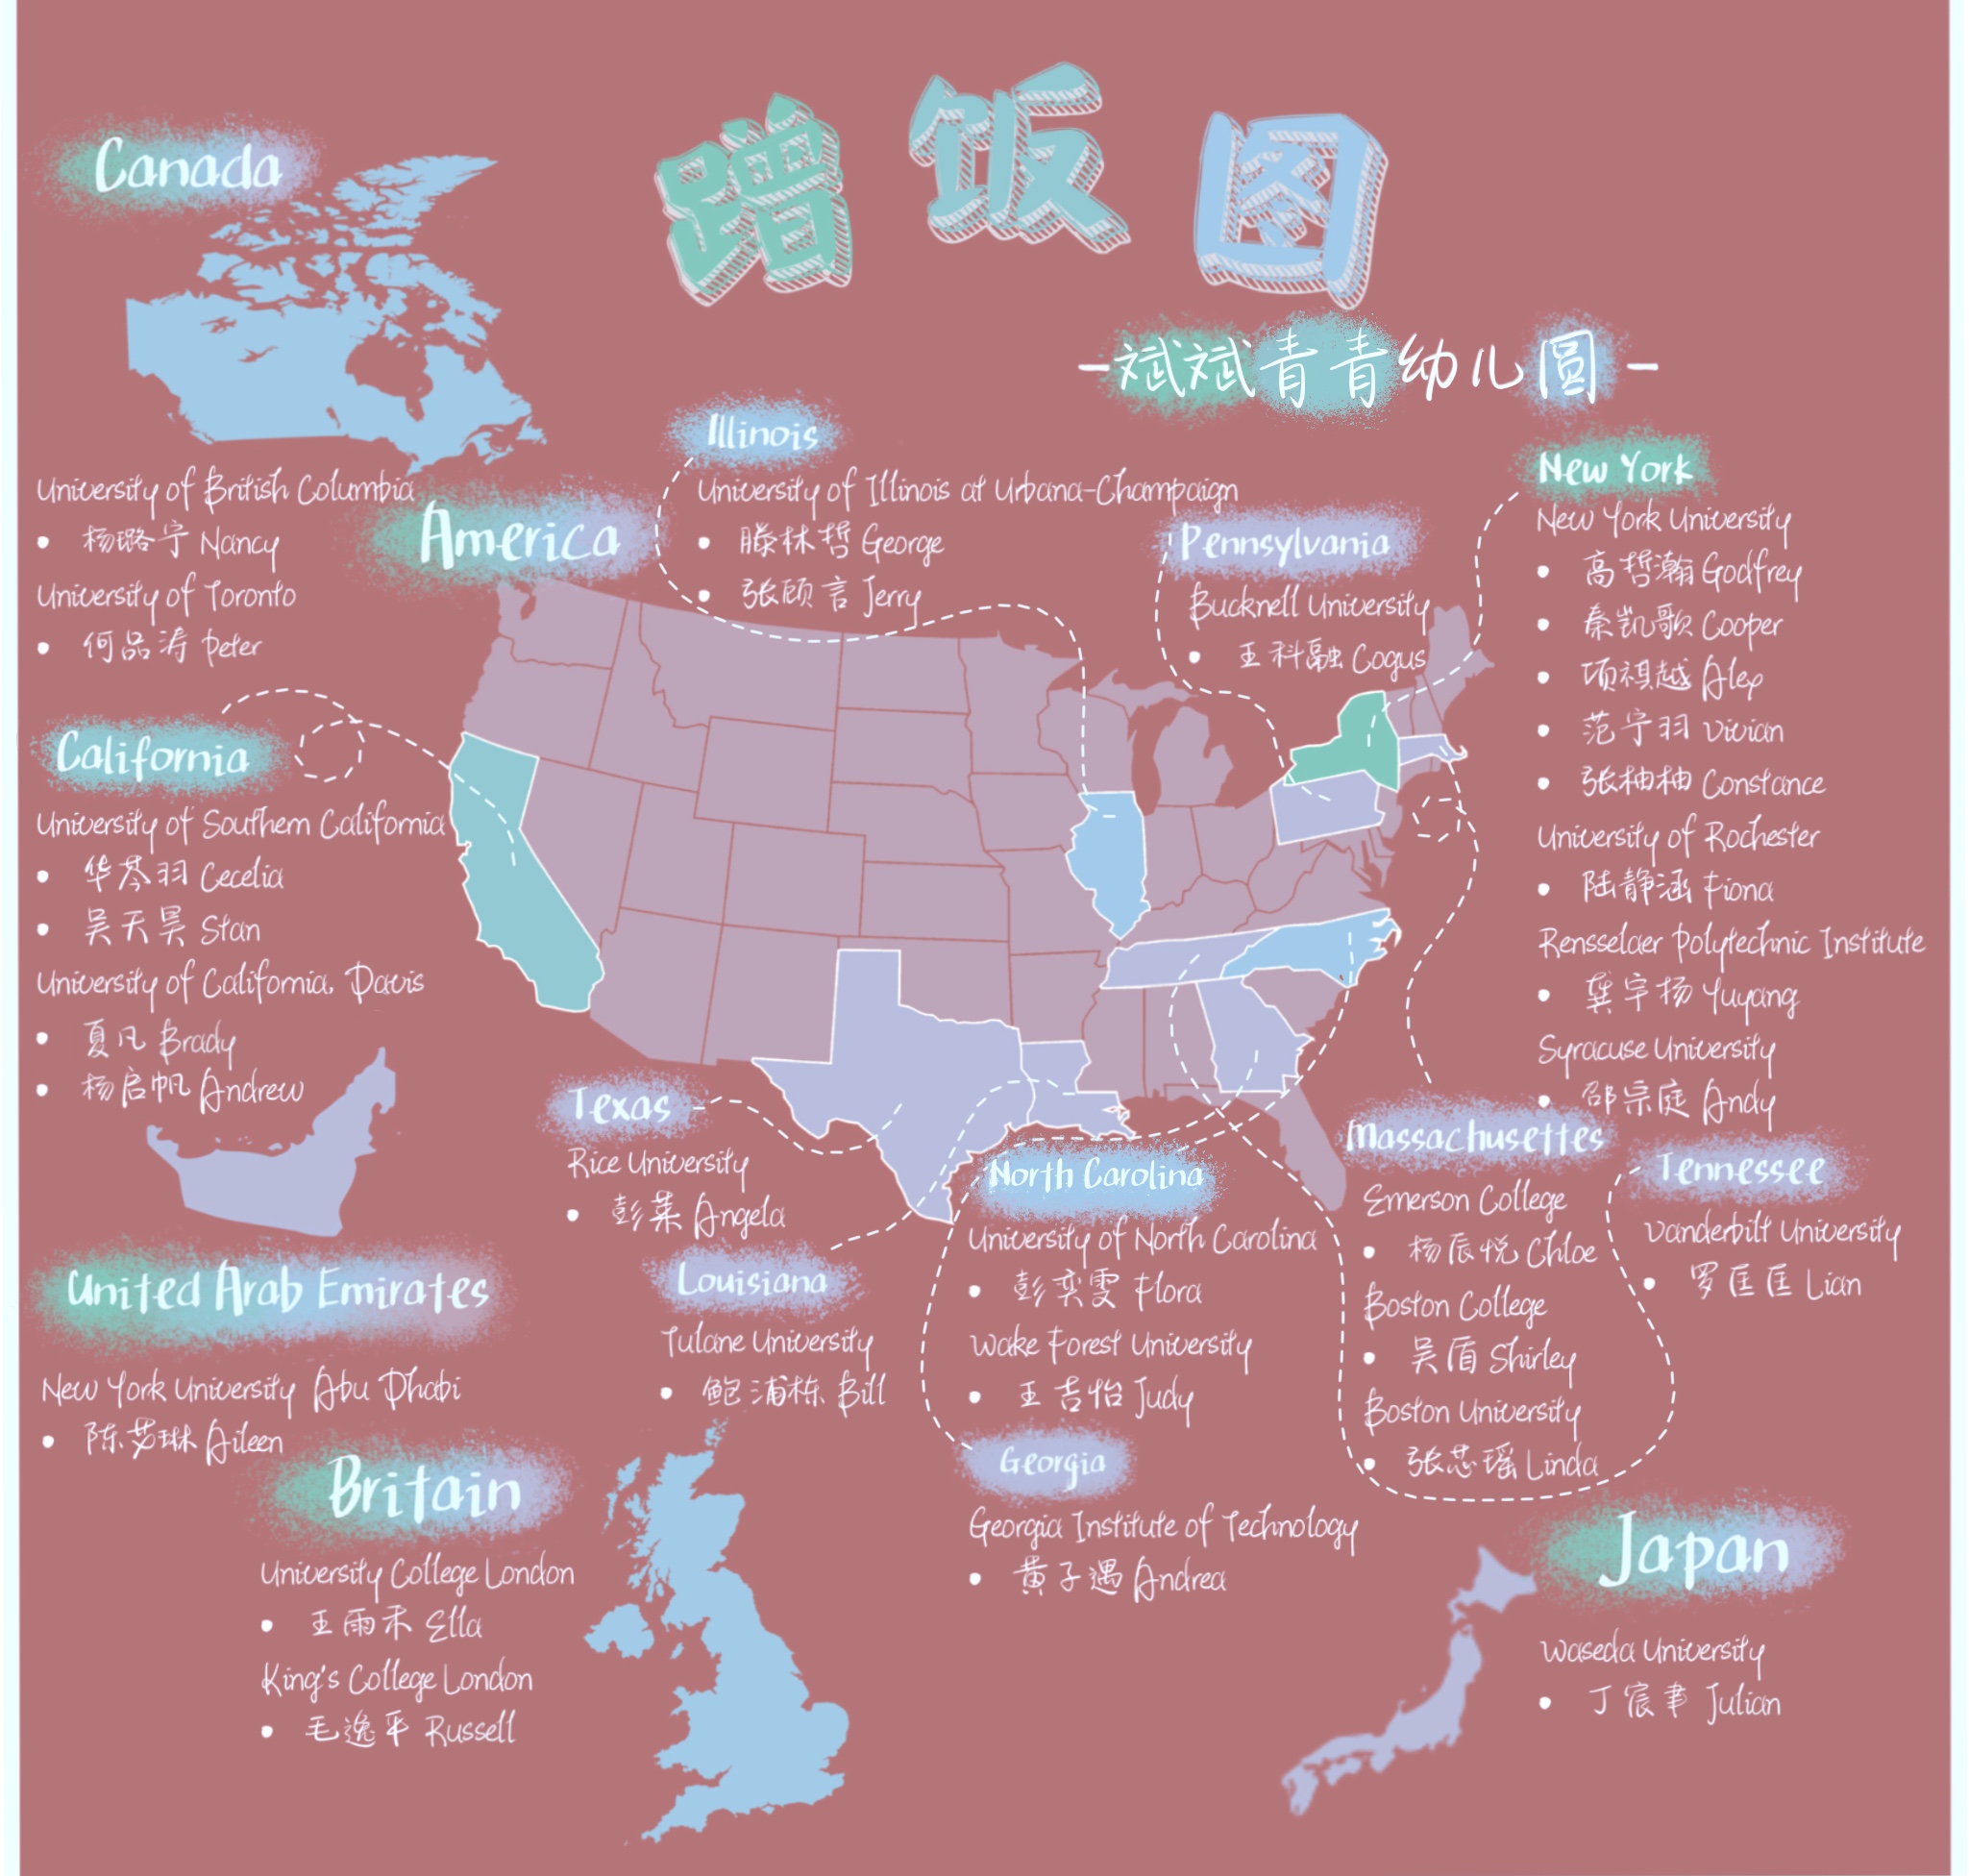 蹭饭图
-斌斌青青幼儿圆-
Canada
University of British Columbia
• 杨璐宇 Nancy
University of Toronto
• 何品涛 Peter
America
California
University of Southern California
• 华芩羽 Cecelia
• 吴天昊 Stan
University of California, Davis
• 夏凡 Brady
• 杨启帆 Andrew
Illinois
University of Illinois at Urbana-Champaign
• 滕林哲 George
• 张颐言 Jerry
Pennsylvania
Bucknell University
• 王科融 Cogus
New York
New York University
• 高哲瀚 Godfrey
• 秦凯歌 Cooper
• 项祺越 Alex
• 范宇羽 Vivian
• 张柚柚 Constance
University of Rochester
• 陆静涵 Fiona
Rensselaer Polytechnic Institute
• 龚宇扬 Yuyang
Syracuse University
• 邵宗庭 Andy
Texas
Rice University
• 彭莱 Angela
Louisiana
Tulane University
• 鲍浦栋 Bill
North Carolina
University of North Carolina
• 彭奕雯 Flora
Wake Forest University
• 王吉怡 Judy
Georgia
Georgia Institute of Technology
• 黄子遇 Andrea
Massachusettes
Emerson College
• 杨辰悦 Chloe
Boston College
• 吴盾 Shirley
Boston University
• 张芯瑶 Linda
Tennessee
Vanderbilt University
• 罗匡匡 Lian
United Arab Emirates
New York University Abu Dhabi
• 陈艻琳 Aileen
Britain
University College London
• 王雨禾 Ella
King's College London
• 毛逸平 Russell
Japan
Waseda University
• 丁宸聿 Julian